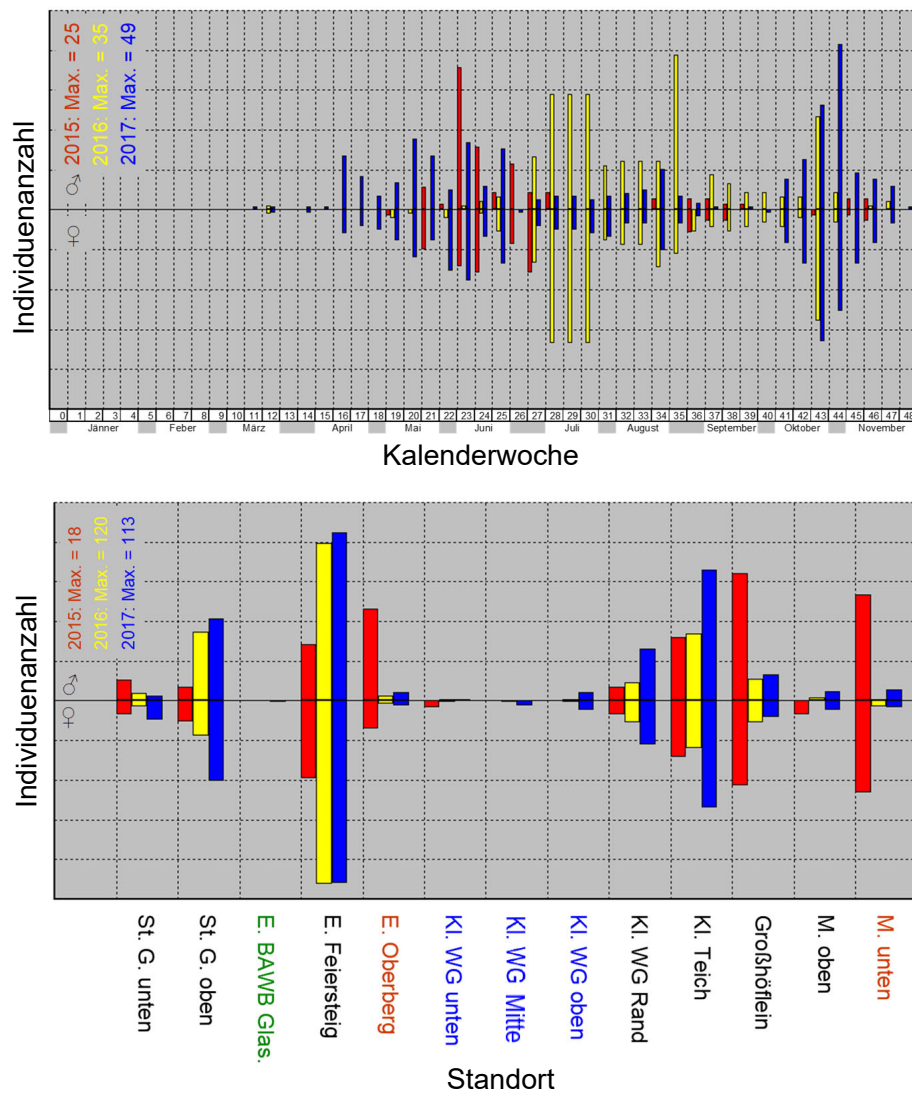 2015: Max. = 25
2016: Max. = 35
2017: Max. = 49
♀ ♂
Individuenanzahl
0 1 2 3 4 5 6 7 8 9 10 11 12 13 14 15 16 17 18 19 20 21 22 23 24 25 26 27 28 29 30 31 32 33 34 35 36 37 38 39 40 41 42 43 44 45 46 47 48
Jänner Feber März April Mai Juni Juli August September Oktober November
Kalenderwoche
2015: Max. = 18
2016: Max. = 120
2017: Max. = 113
♀ ♂
Individuenanzahl
St. G. unten
St. G. oben
E. BAWB Glas.
E. Feiersteig
E. Oberberg
Kl. WG unten
Kl. WG Mitte
Kl. WG oben
Kl. WG Rand
Kl. Teich
Großhöflein
M. oben
M. unten
Standort